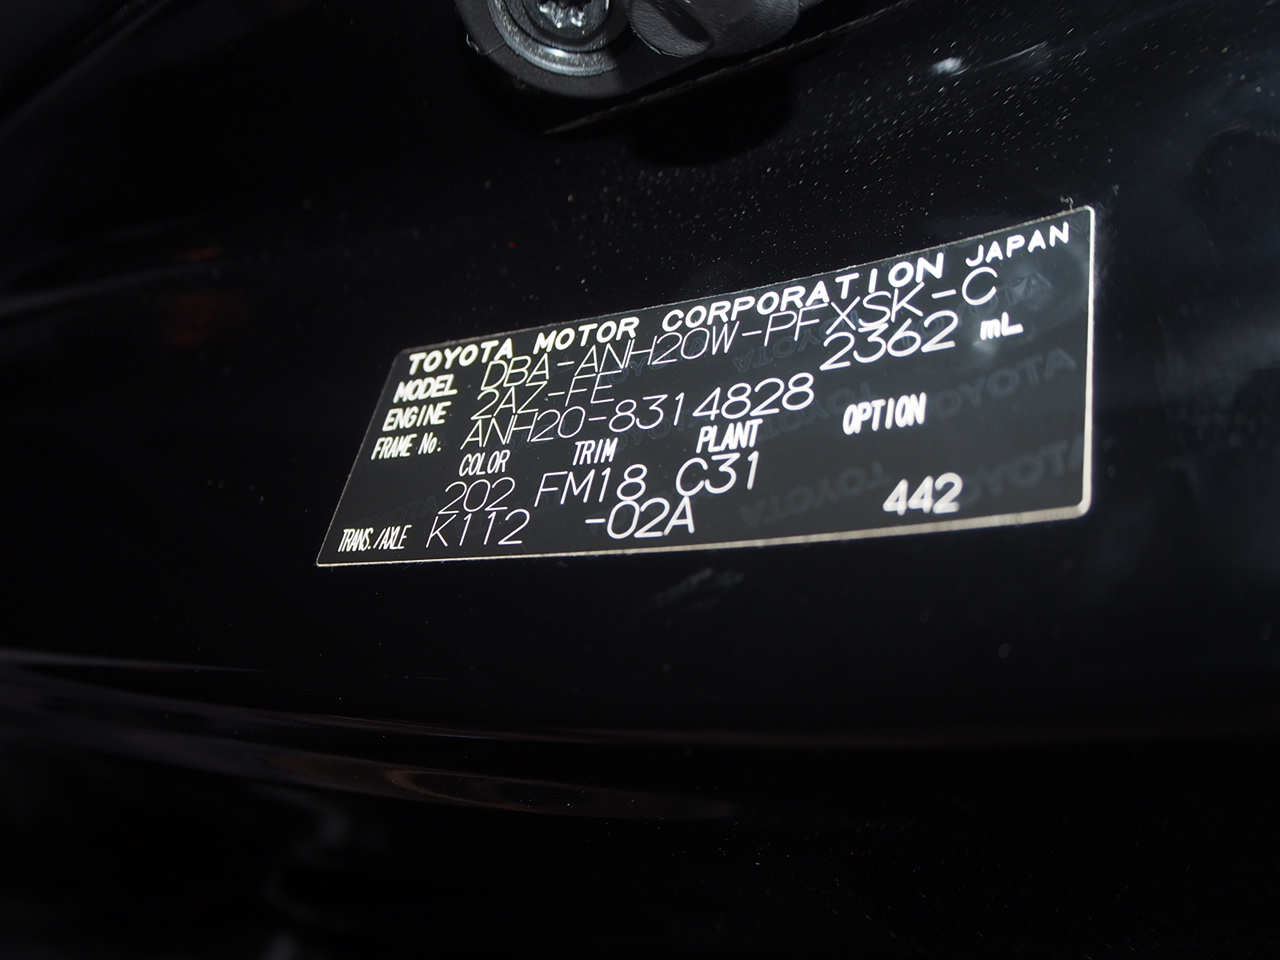 TOYOTA MOTOR CORPORATION JAPAN
MODEL DBA-ANH20W-PFXSK-C
ENGINE 2AZ-FE 2362 mL
FRAME No. ANH20-8314828
COLOR TRIM PLANT OPTION
202 FM18 C31
TRANS./AXLE K112 -02A 442